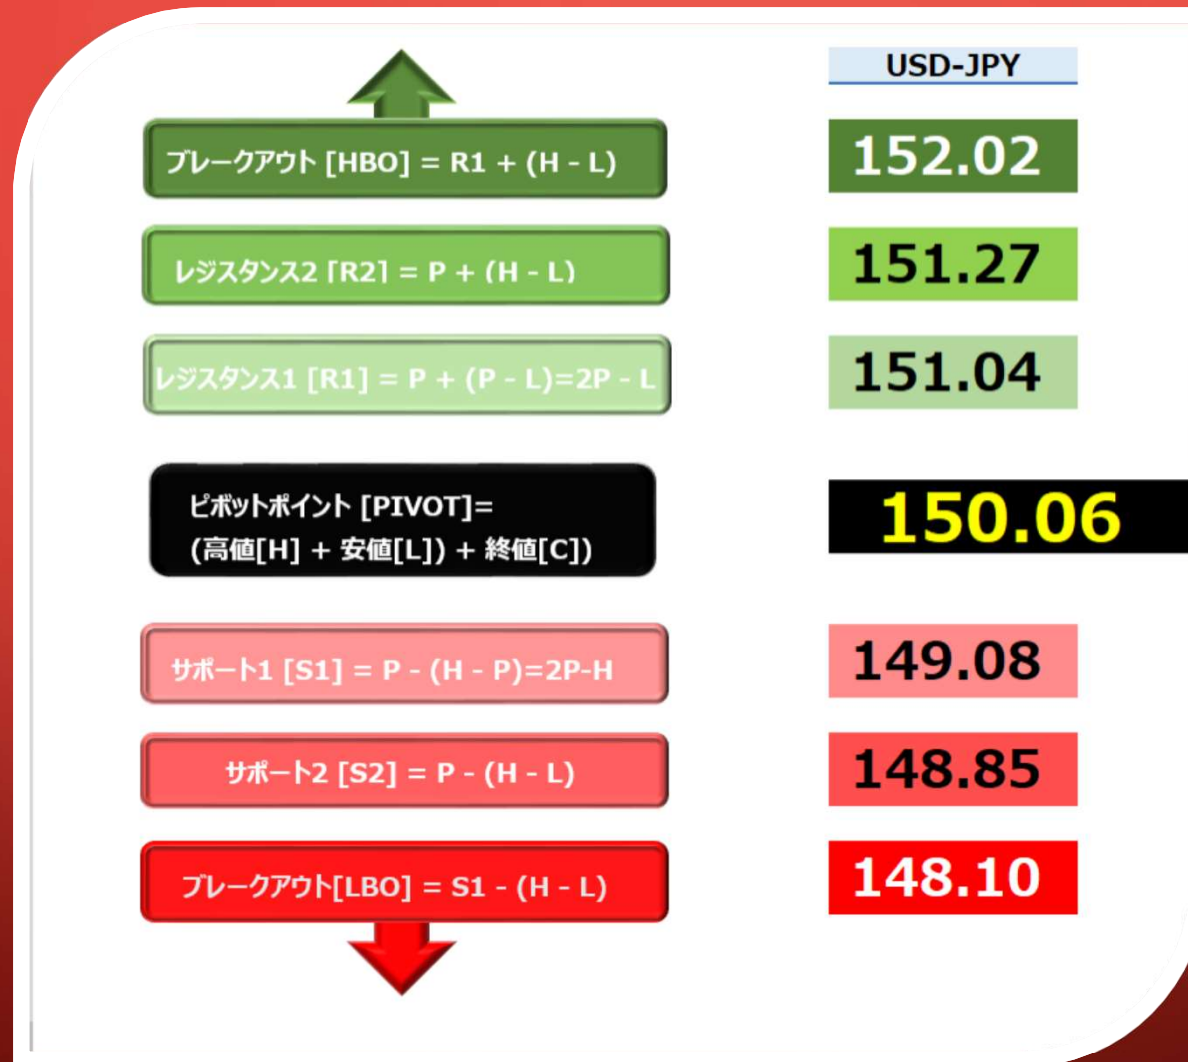 USD-JPY
ブレークアウト [HBO] = R1 + (H - L)
152.02
レジスタンス2 [R2] = P + (H - L)
151.27
レジスタンス1 [R1] = P + (P - L)=2P - L
151.04
ピボットポイント [PIVOT]=
(高値[H] + 安値[L]) + 終値[C])
150.06
サポート1 [S1] = P - (H - P)=2P-H
149.08
サポート2 [S2] = P - (H - L)
148.85
ブレークアウト[LBO] = S1 - (H - L)
148.10